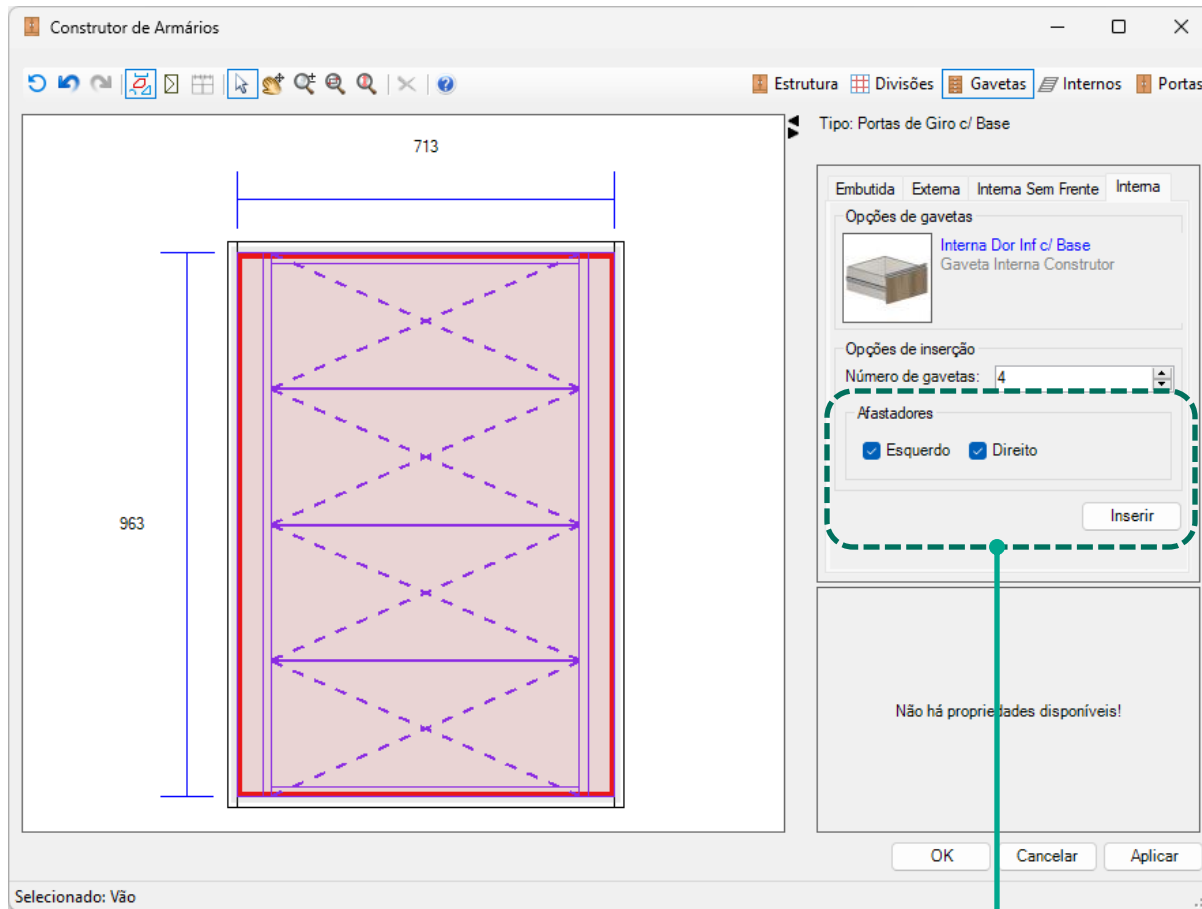 Construtor de Armários
Estrutura Divisões Gavetas Internos Portas
Tipo: Portas de Giro c/ Base
713
Embutida Externa Interna Sem Frente Interna
Opções de gavetas
Interna Dor Inf c/ Base
Gaveta Interna Construtor
Opções de inserção
Número de gavetas: 4
Afastadores
Esquerdo Direito
Inserir
963
Não há propriedades disponíveis!
OK Cancelar Aplicar
Selecionado: Vão